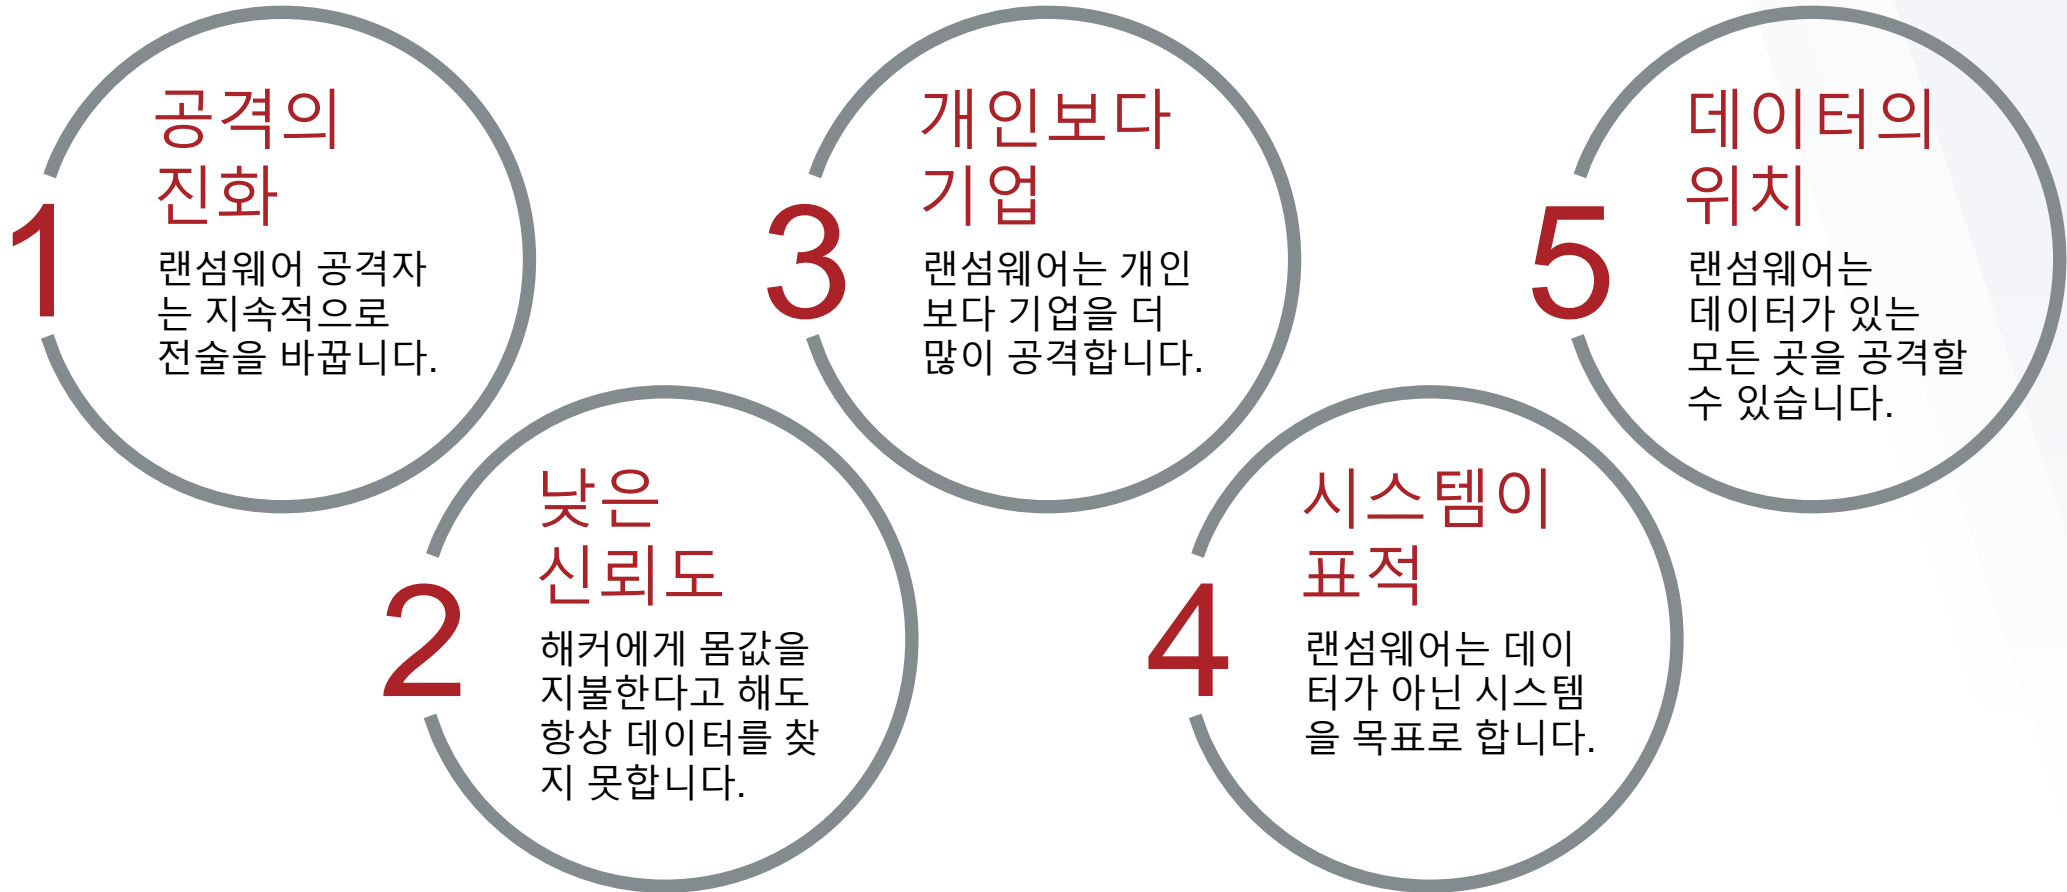 1
공격의
진화
랜섬웨어 공격자
는 지속적으로
전술을 바꿉니다.
2
낮은
신뢰도
해커에게 몸값을
지불한다고 해도
항상 데이터를 찾
지 못합니다.
3
개인보다
기업
랜섬웨어는 개인
보다 기업을 더
많이 공격합니다.
4
시스템이
표적
랜섬웨어는 데이
터가 아닌 시스템
을 목표로 합니다.
5
데이터의
위치
랜섬웨어는
데이터가 있는
모든 곳을 공격할
수 있습니다.